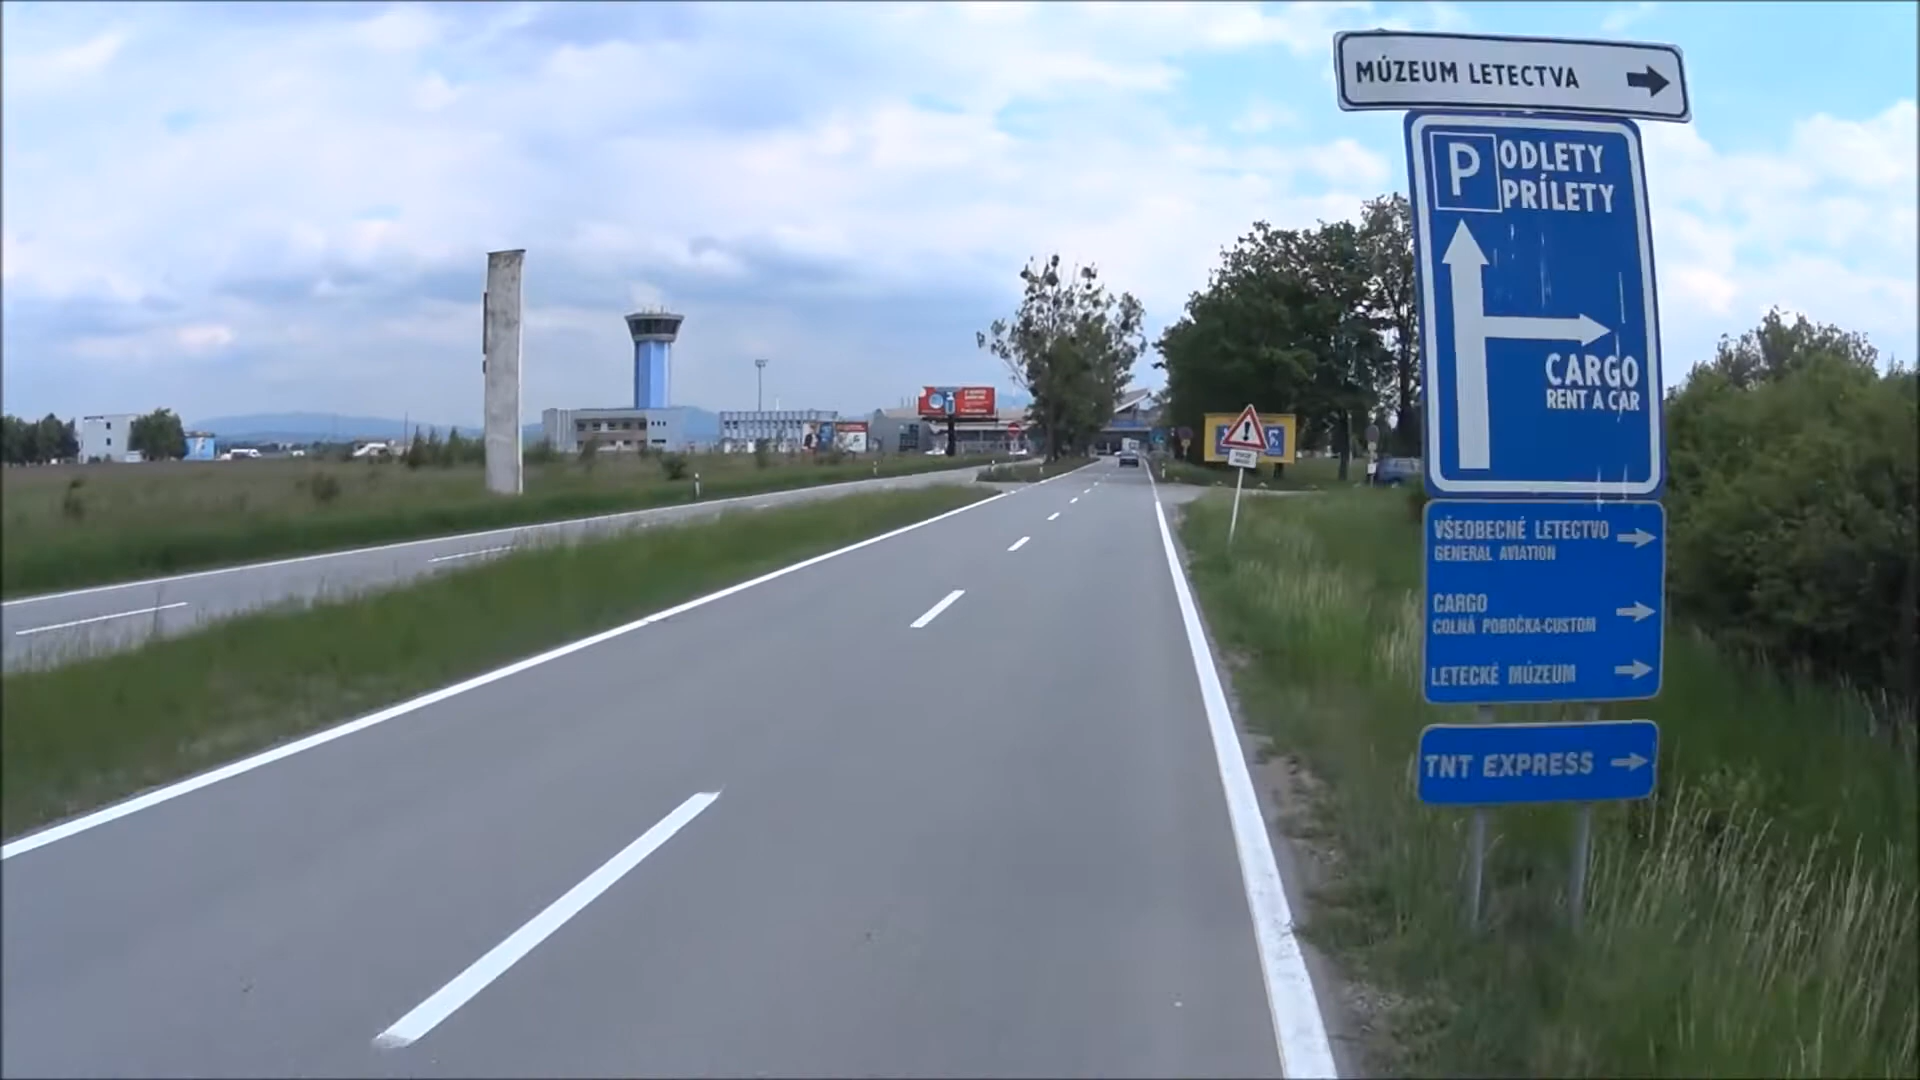 MÚZEUM LETECTVA
P ODLETY
PRÍLETY
CARGO
RENT A CAR
VŠEOBECNÉ LETECTVO
GENERAL AVIATION
CARGO
COLNÁ POBOČKA-CUSTOM
LETECKÉ MÚZEUM
TNT EXPRESS